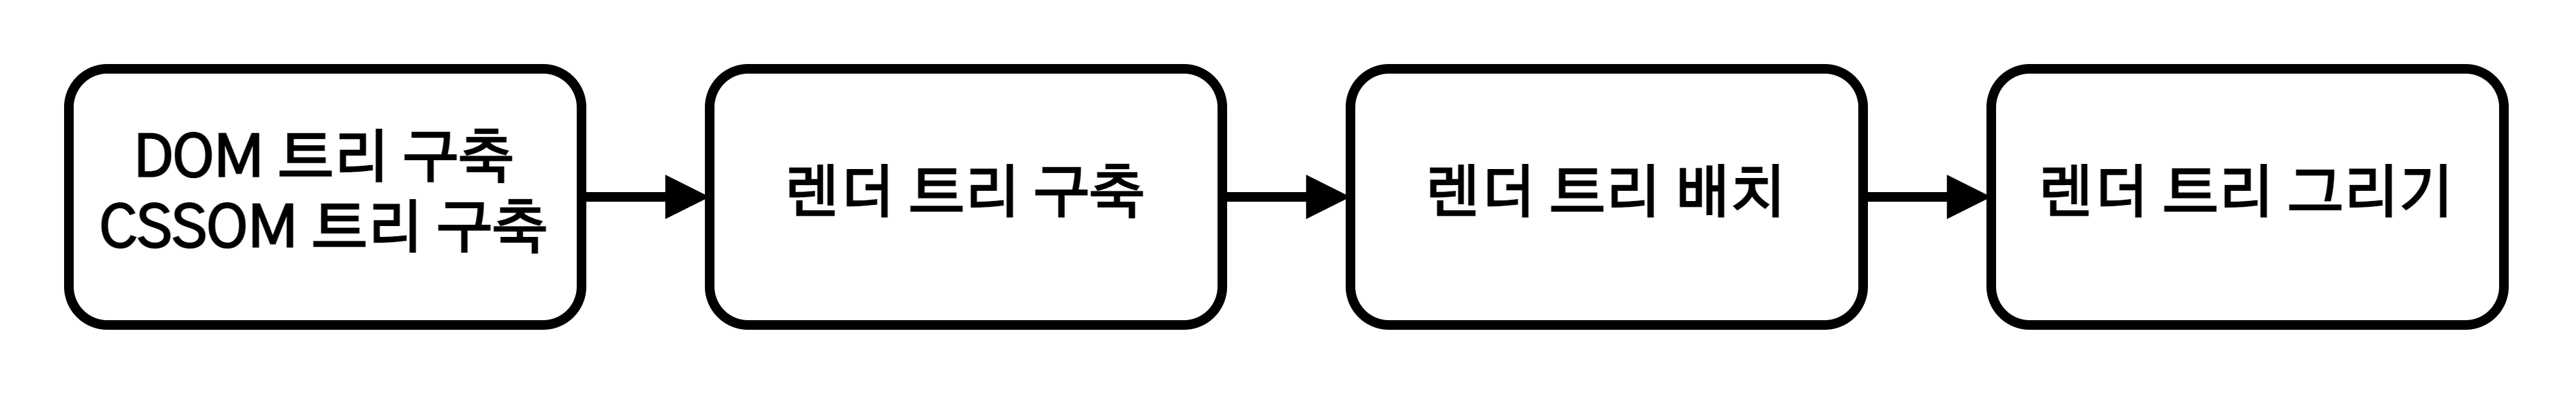 DOM 트리 구축
CSSOM 트리 구축
렌더 트리 구축
렌더 트리 배치
렌더 트리 그리기